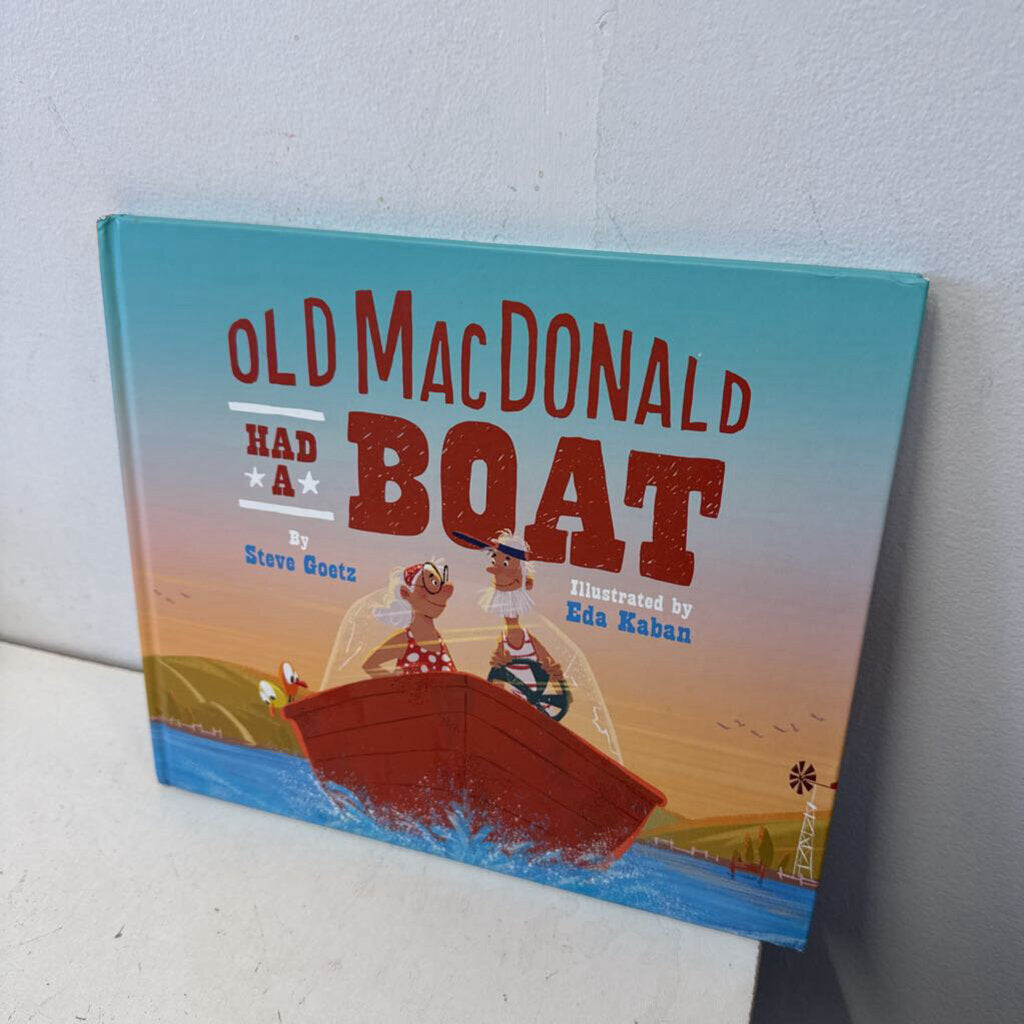 OLD MACDONALD
HAD
A
BOAT
By
Steve Goetz
Illustrated by
Eda Kaban